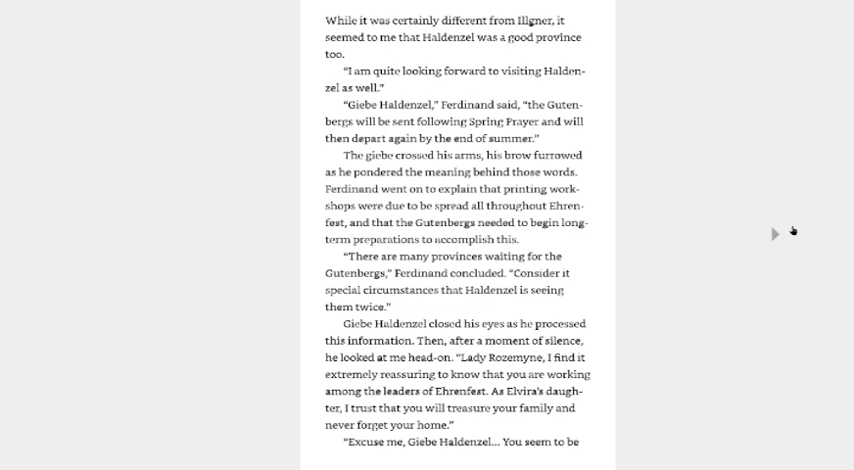 While it was certainly different from Illgner, it
seemed to me that Haldenzel was a good province
too.
“I am quite looking forward to visiting Halden-
zel as well.”
“Giebe Haldenzel,” Ferdinand said, “the Guten-
bergs will be sent following Spring Prayer and will
then depart again by the end of summer.”
The giebe crossed his arms, his brow furrowed
as he pondered the meaning behind those words.
Ferdinand went on to explain that printing work-
shops were due to be spread all throughout Ehren-
fest, and that the Gutenbergs needed to begin long-
term preparations to accomplish this.
“There are many provinces waiting for the
Gutenbergs,” Ferdinand concluded. “Consider it
special circumstances that Haldenzel is seeing
them twice.”
Giebe Haldenzel closed his eyes as he processed
this information. Then, after a moment of silence,
he looked at me head-on. “Lady Rozemyne, I find it
extremely reassuring to know that you are working
among the leaders of Ehrenfest. As Elvira’s daugh-
ter, I trust that you will treasure your family and
never forget your home.”
“Excuse me, Giebe Haldenzel... You seem to be